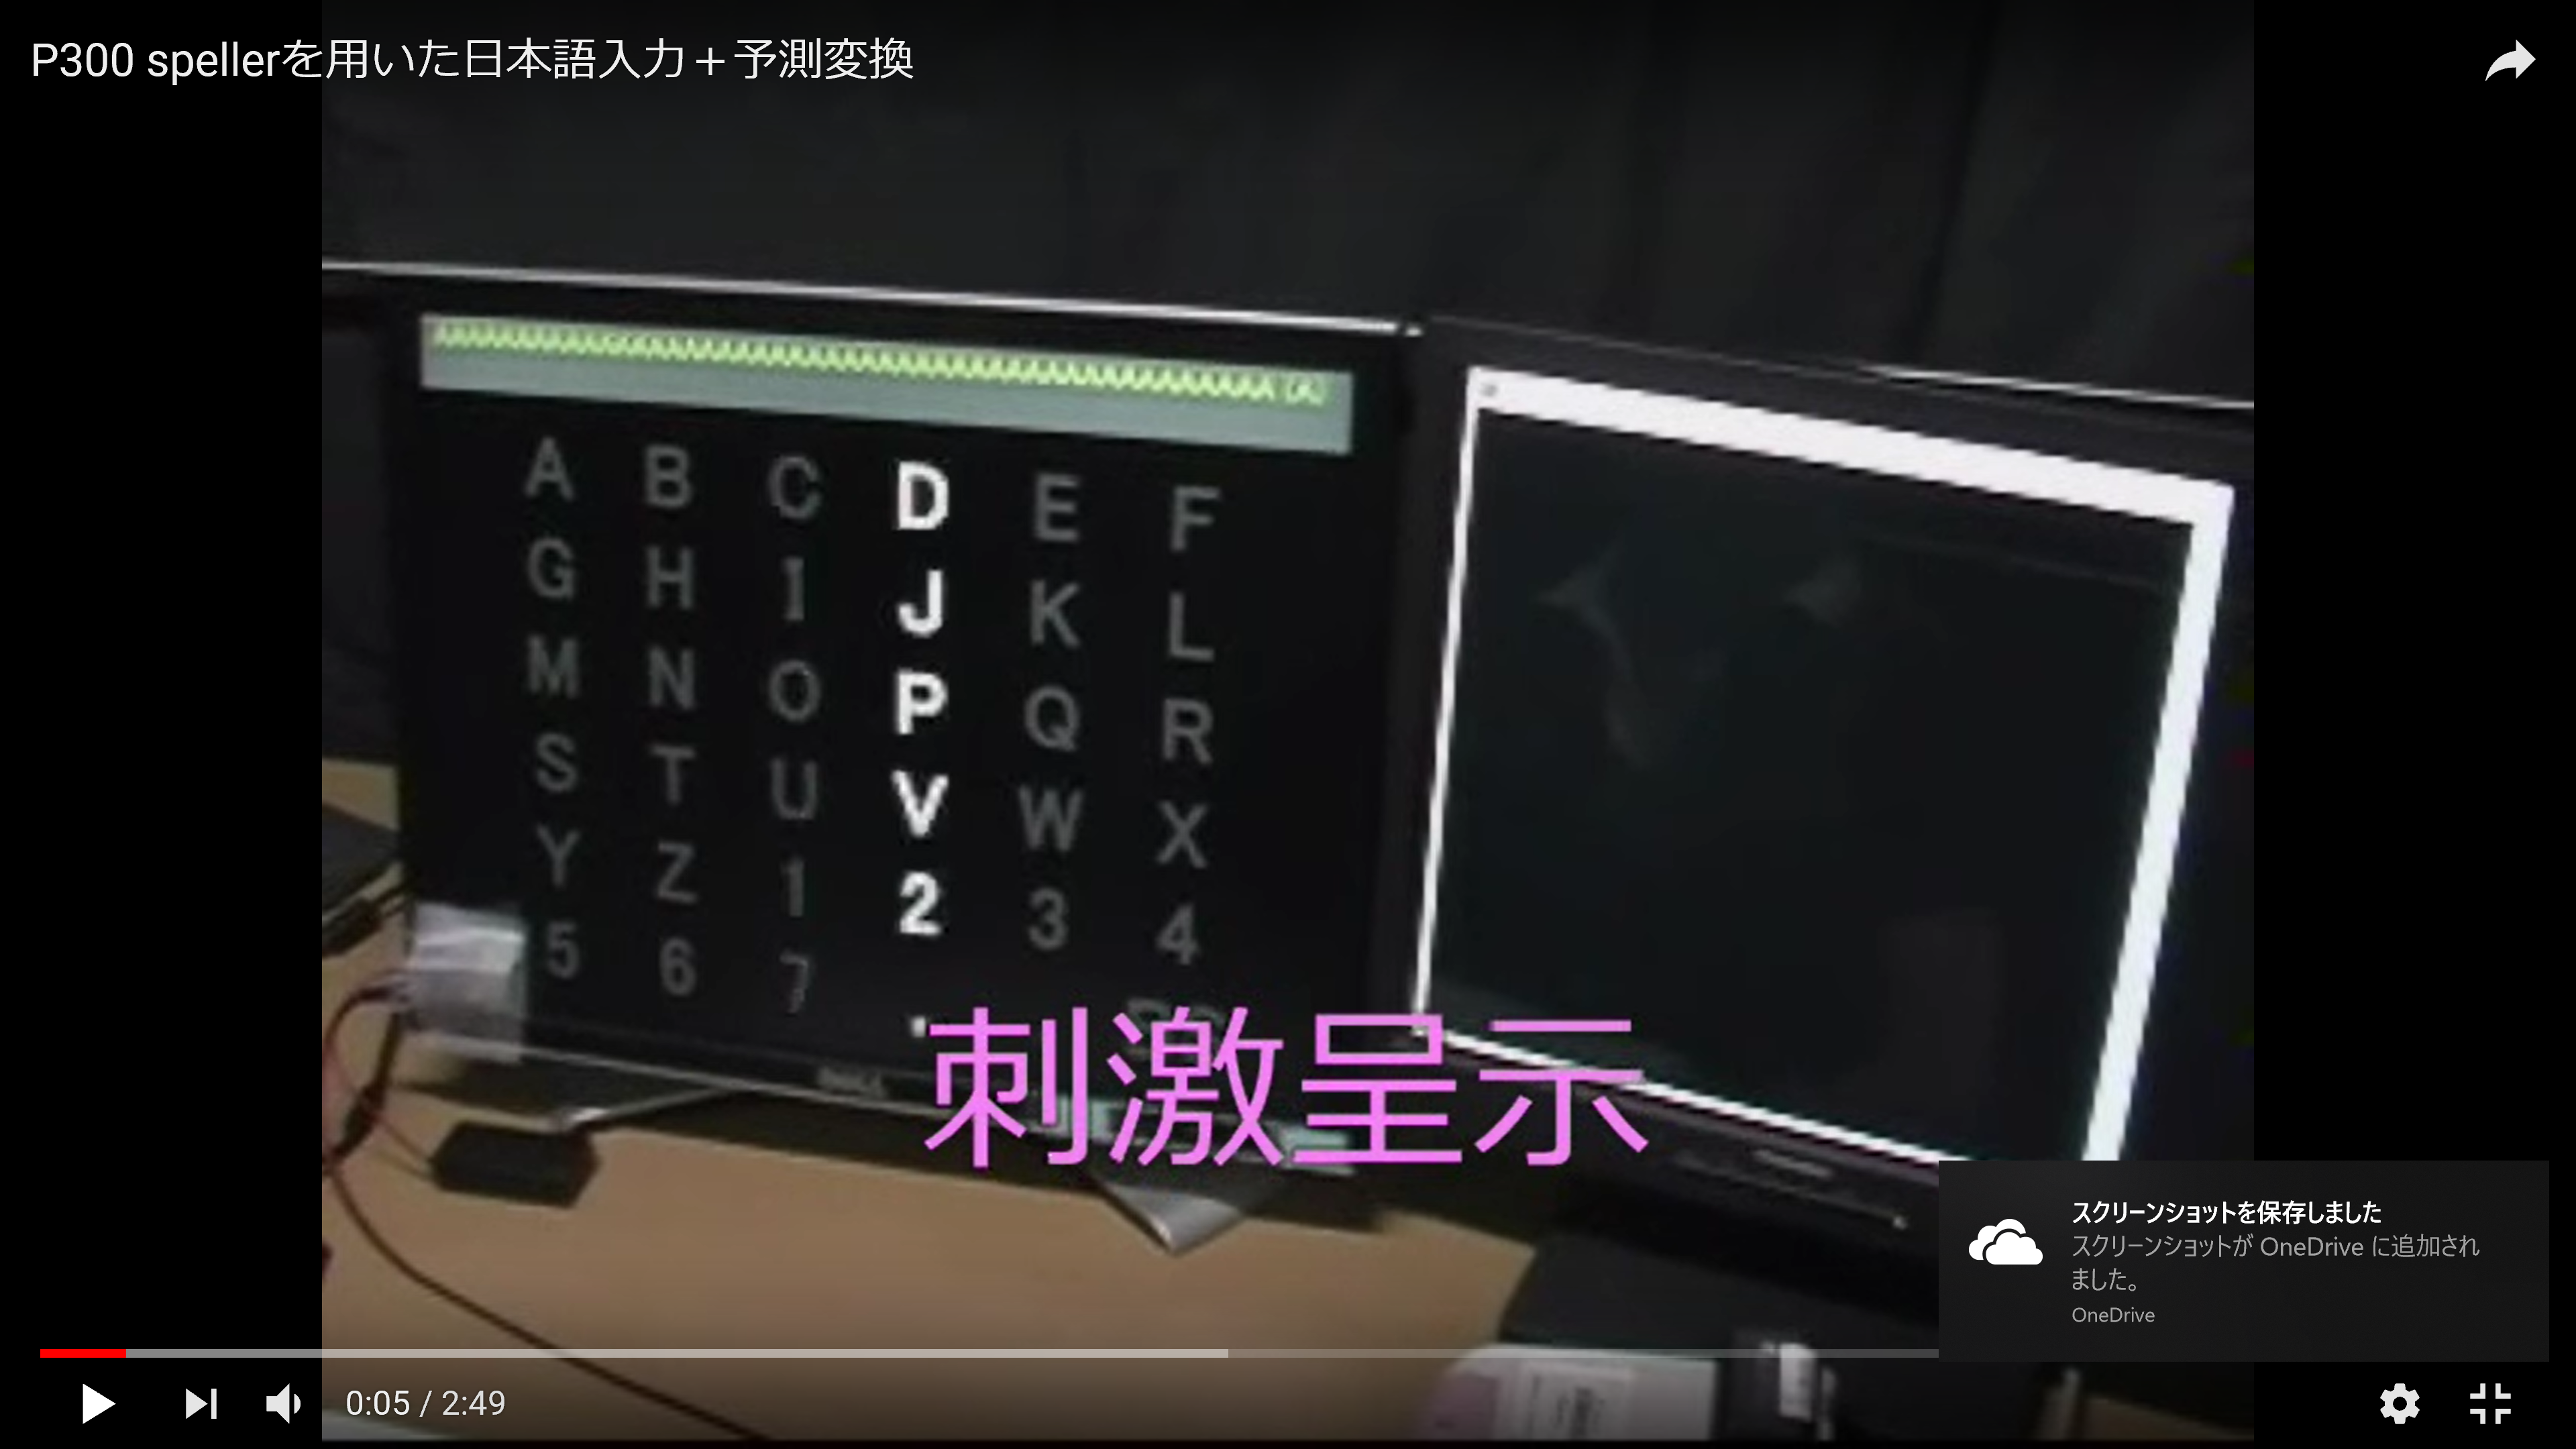 P300 spellerを用いた日本語入力＋予測変換
A B C D E F
G H I J K L
M N O P Q R
S T U V W X
Y Z 1 2 3 4
5 6 7
刺激呈示
スクリーンショットを保存しました
スクリーンショットが OneDrive に追加され
ました。
OneDrive
0:05 / 2:49